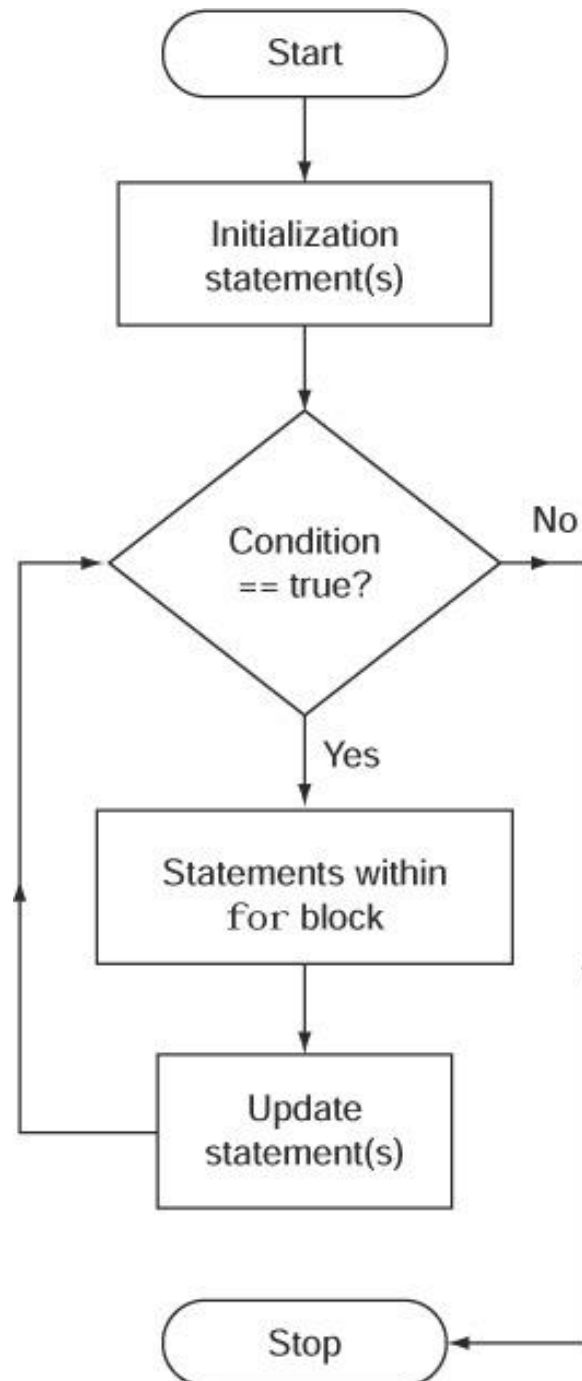 Start
Initialization
statement(s)
Condition
== true?
No
Yes
Statements within
for block
Update
statement(s)
Stop